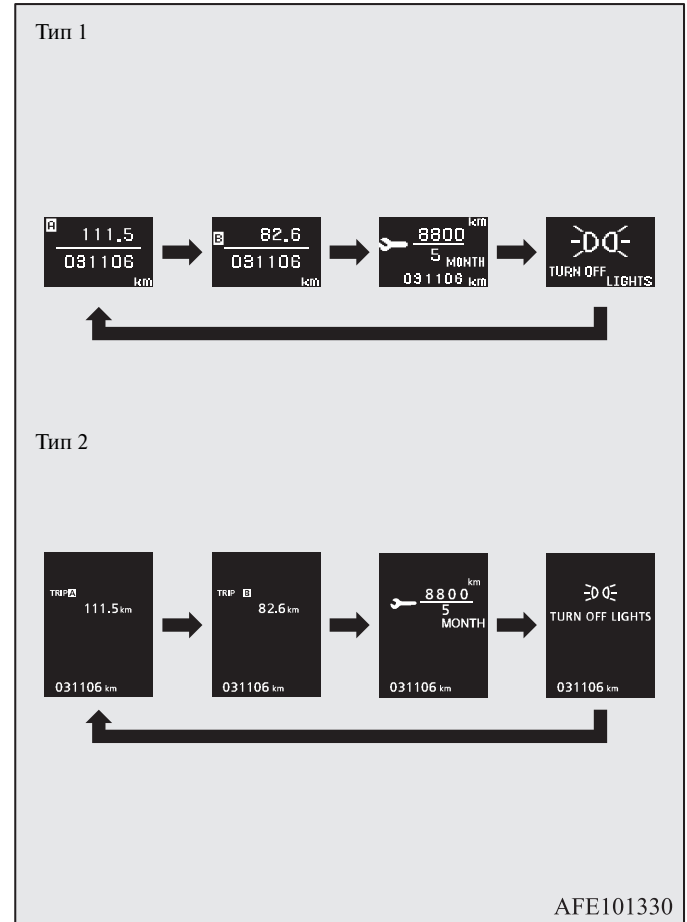 Тип 1
A
111.5
031106
km
B
82.6
031106
km
km
8800
5 MONTH
031106 km
TURN OFF
LIGHTS
Тип 2
TRIP A
111.5 km
031106 km
TRIP B
82.6 km
031106 km
km
8800
5
MONTH
031106 km
TURN OFF LIGHTS
031106 km
AFE101330